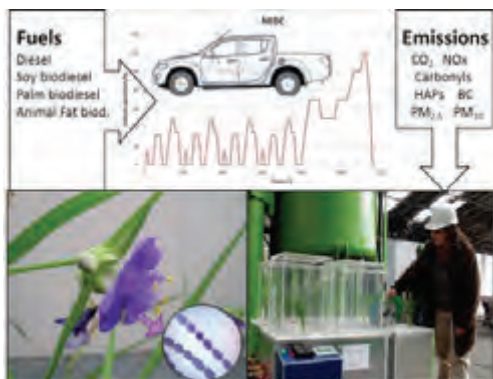 Fuels
Diesel
Soy biodiesel
Palm biodiesel
Animal Fat biod.
NEDC
Emissions
CO₂ NOx
Carbonyls
HAPs BC
PM₂.₅ PM₁₀